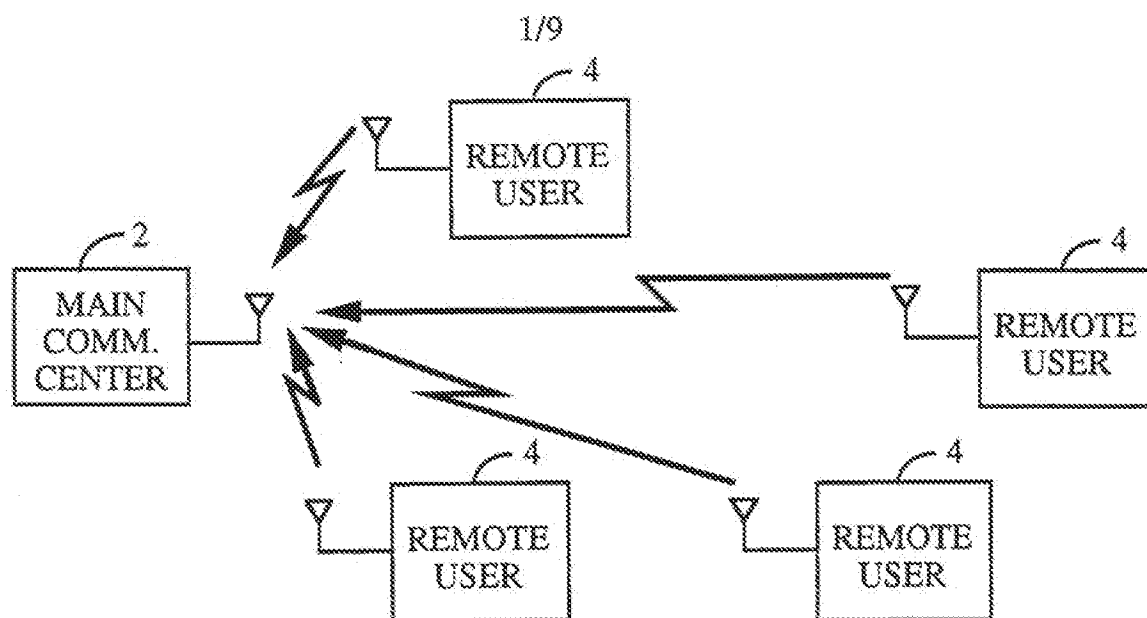 1/9
4
REMOTE
USER
2
MAIN
COMM.
CENTER
4
REMOTE
USER
4
REMOTE
USER
4
REMOTE
USER